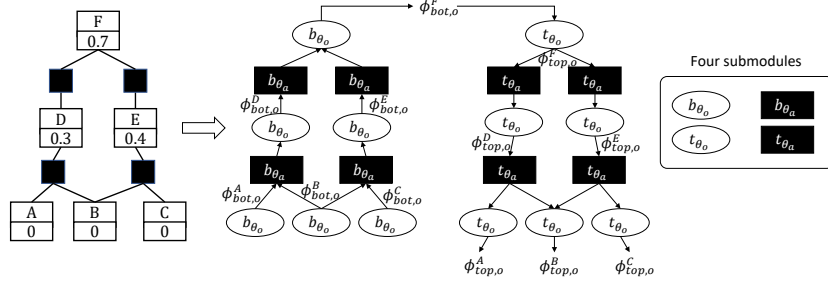 F
0.7
D
0.3
E
0.4
A
0
B
0
C
0
ϕ^F_{bot,o}
b_{θ_o}
b_{θ_a} b_{θ_a}
ϕ^D_{bot,o} ϕ^E_{bot,o}
b_{θ_o} b_{θ_o}
b_{θ_a} b_{θ_a}
ϕ^A_{bot,o} ϕ^B_{bot,o} ϕ^C_{bot,o}
b_{θ_o} b_{θ_o} b_{θ_o}
t_{θ_o}
ϕ^F_{top,o}
t_{θ_a} t_{θ_a}
t_{θ_o} t_{θ_o}
ϕ^D_{top,o} ϕ^E_{top,o}
t_{θ_a} t_{θ_a}
t_{θ_o} t_{θ_o} t_{θ_o}
ϕ^A_{top,o} ϕ^B_{top,o} ϕ^C_{top,o}
Four submodules
b_{θ_o} b_{θ_a}
t_{θ_o} t_{θ_a}